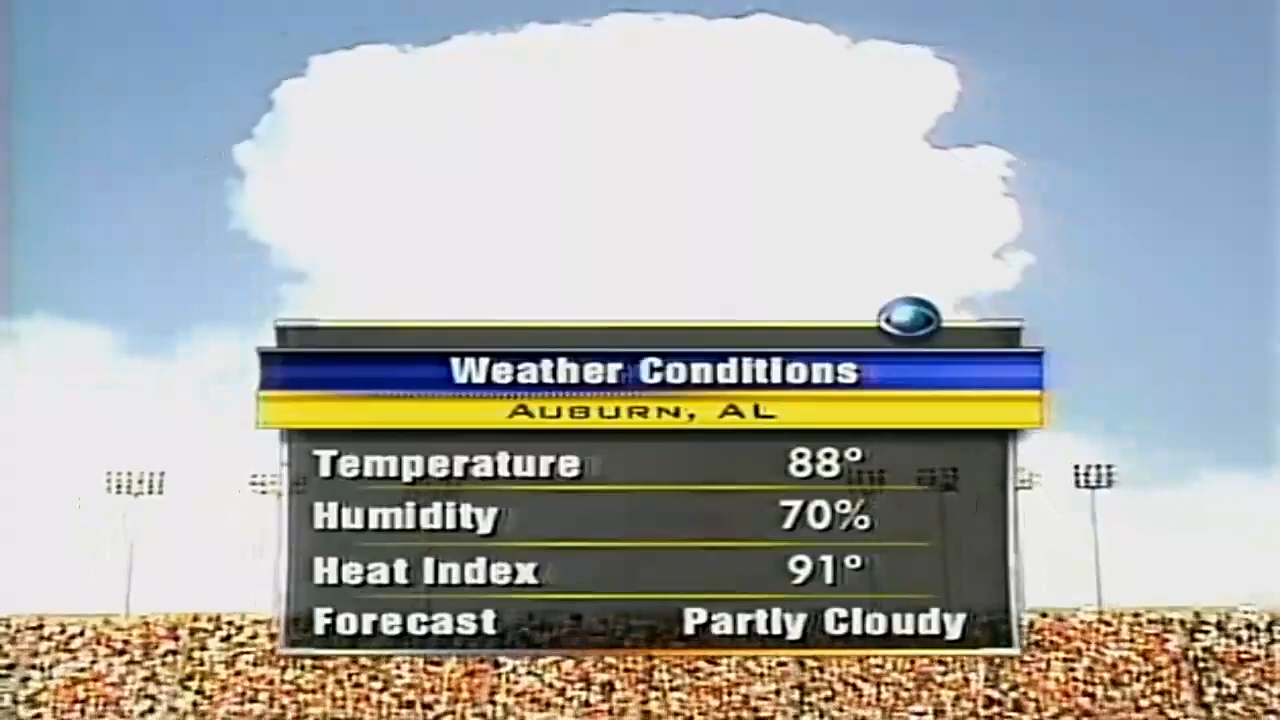 Weather Conditions
AUBURN, AL
Temperature 88°
Humidity 70%
Heat Index 91°
Forecast Partly Cloudy